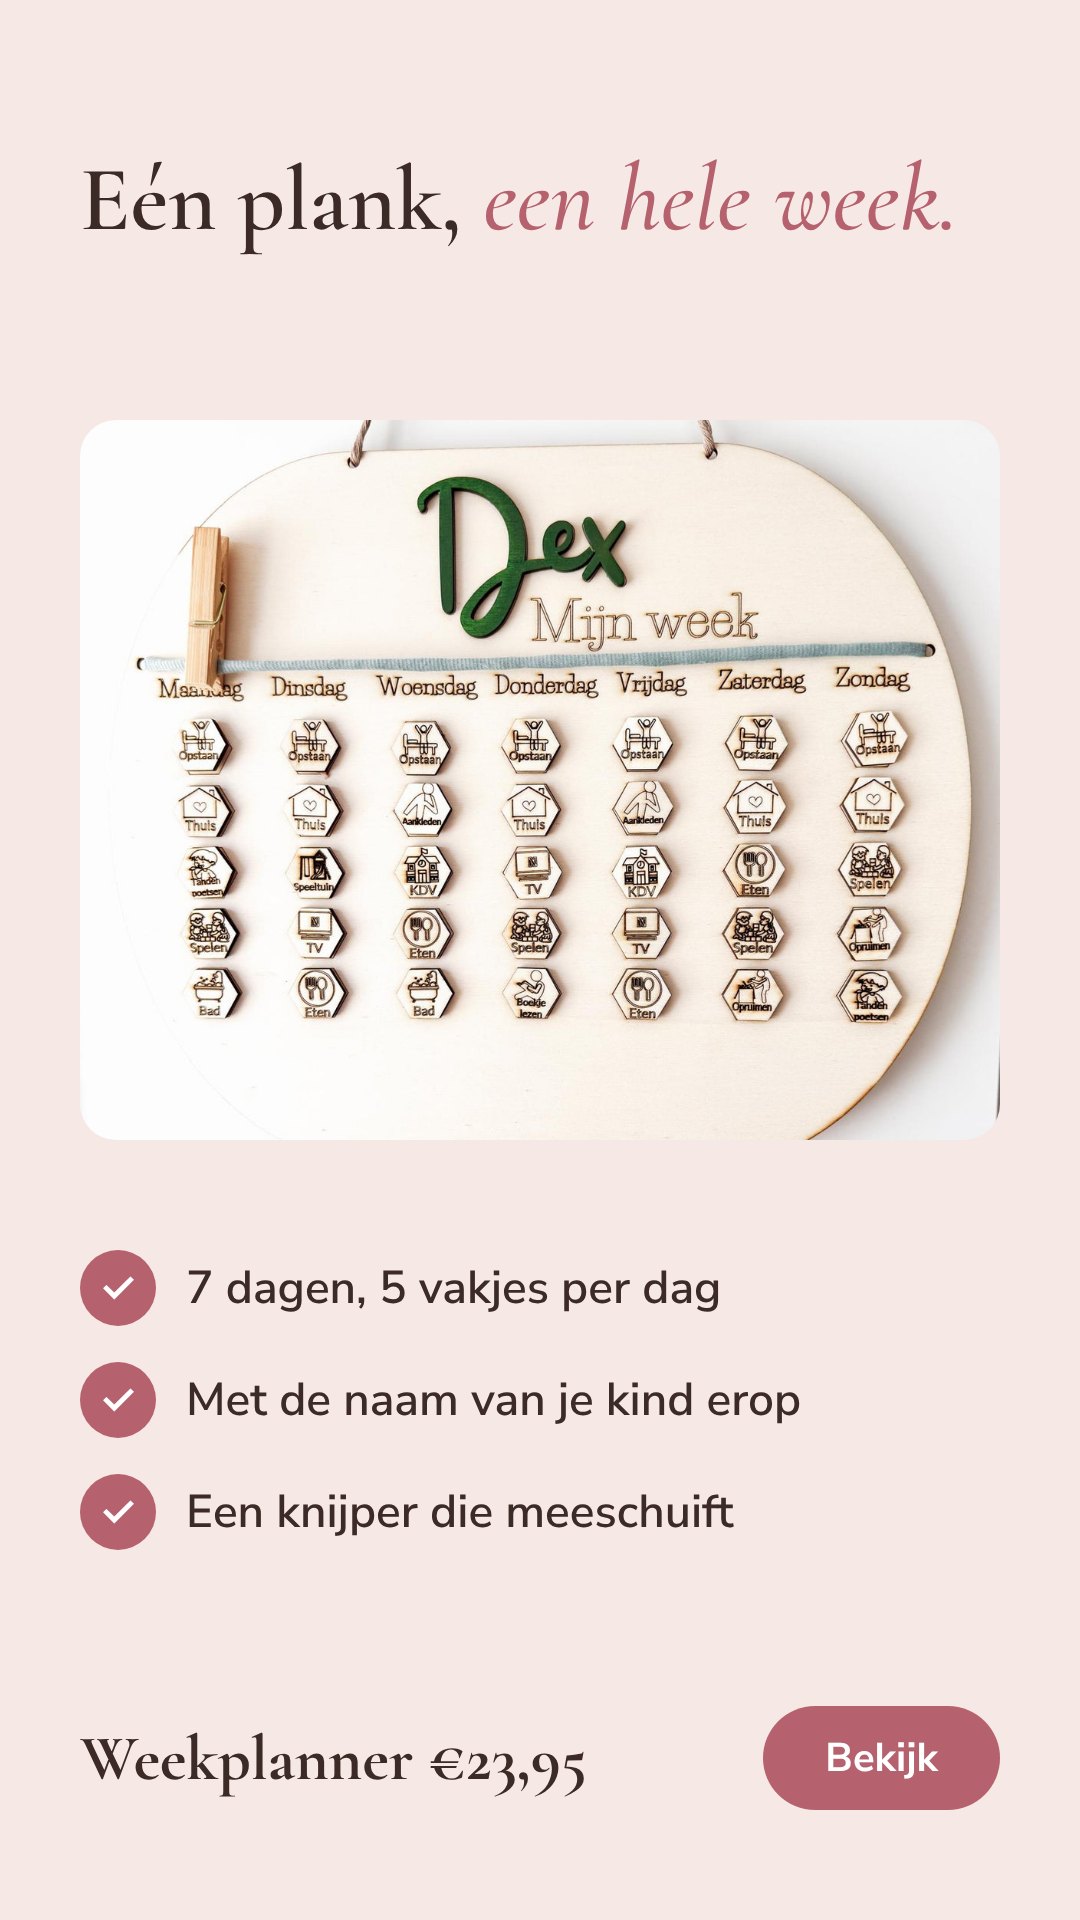 Eén plank, een hele week.
Dex
Mijn week
Maandag Dinsdag Woensdag Donderdag Vrijdag Zaterdag Zondag
Opstaan Opstaan Opstaan Opstaan Opstaan Opstaan Opstaan
Thuis Thuis Aankleden Thuis Aankleden Thuis Thuis
Tanden poetsen Speeltuin KDV TV KDV Eten Spelen
Spelen TV Eten Spelen TV Spelen Opruimen
Bad Eten Bad Boekje lezen Eten Opruimen Tanden poetsen
7 dagen, 5 vakjes per dag
Met de naam van je kind erop
Een knijper die meeschuift
Weekplanner €23,95
Bekijk